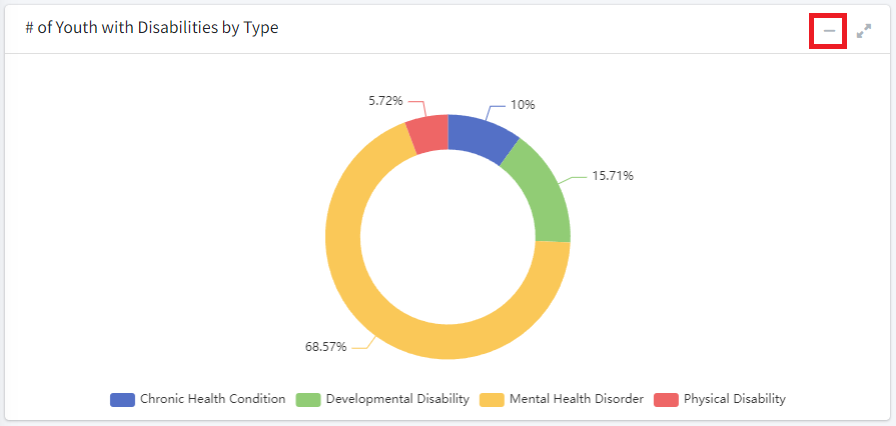 # of Youth with Disabilities by Type
5.72%
10%
15.71%
68.57%
Chronic Health Condition Developmental Disability Mental Health Disorder Physical Disability